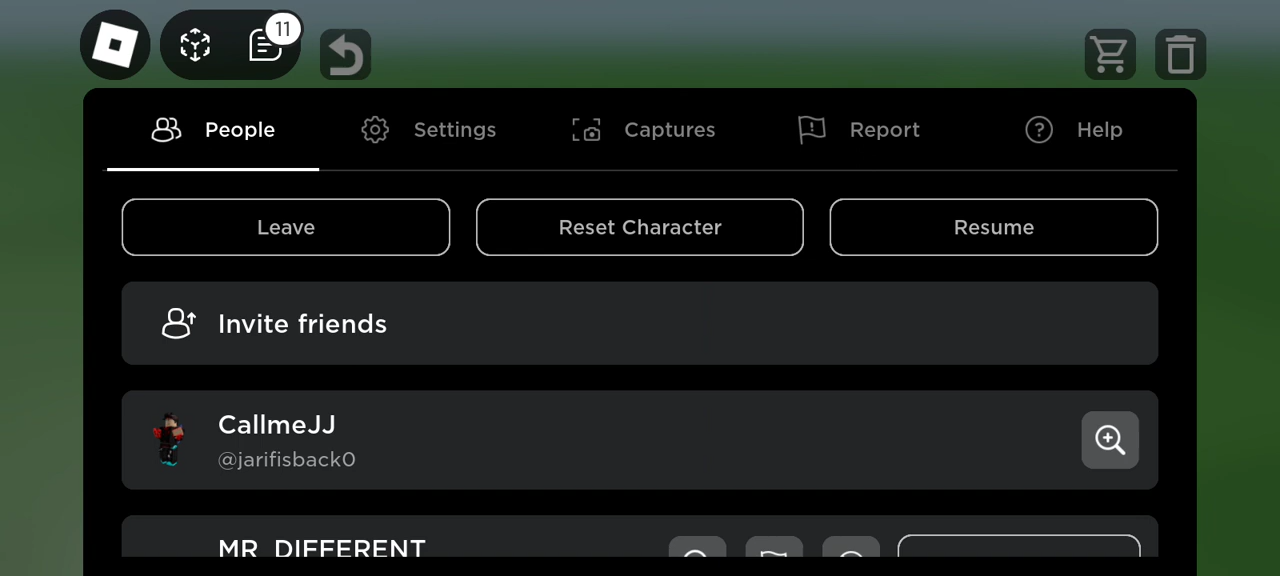 11
People
Settings
Captures
Report
Help
Leave
Reset Character
Resume
Invite friends
CallmeJJ
@jarifisback0
MR_DIFFERENT